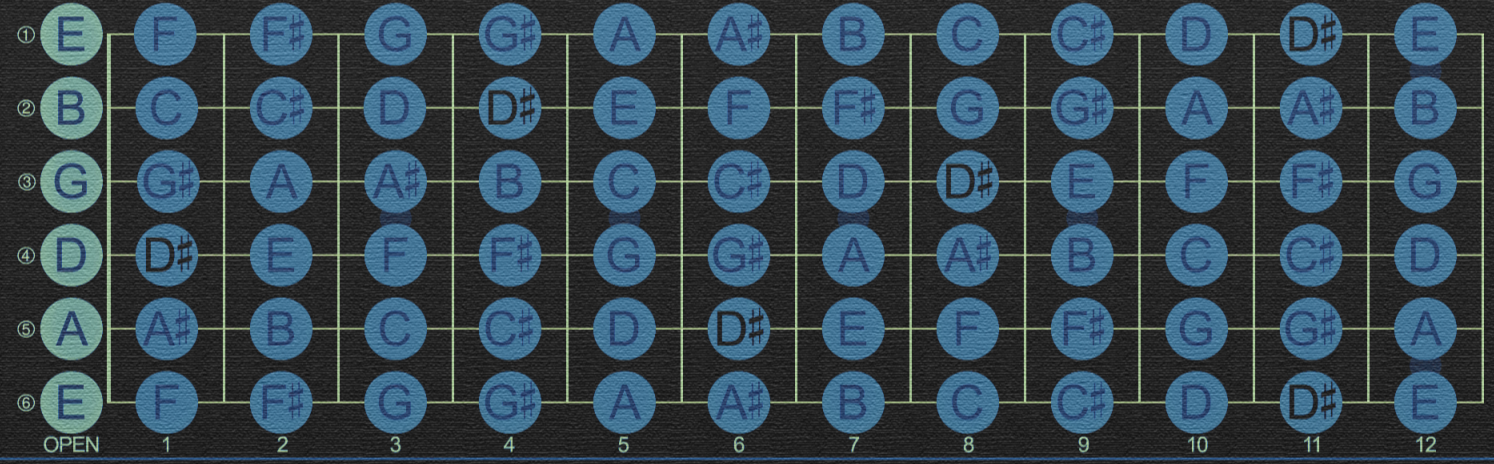 ① E F F♯ G G♯ A A♯ B C C♯ D D♯ E
② B C C♯ D D♯ E F F♯ G G♯ A A♯ B
③ G G♯ A A♯ B C C♯ D D♯ E F F♯ G
④ D D♯ E F F♯ G G♯ A A♯ B C C♯ D
⑤ A A♯ B C C♯ D D♯ E F F♯ G G♯ A
⑥ E F F♯ G G♯ A A♯ B C C♯ D D♯ E
OPEN 1 2 3 4 5 6 7 8 9 10 11 12